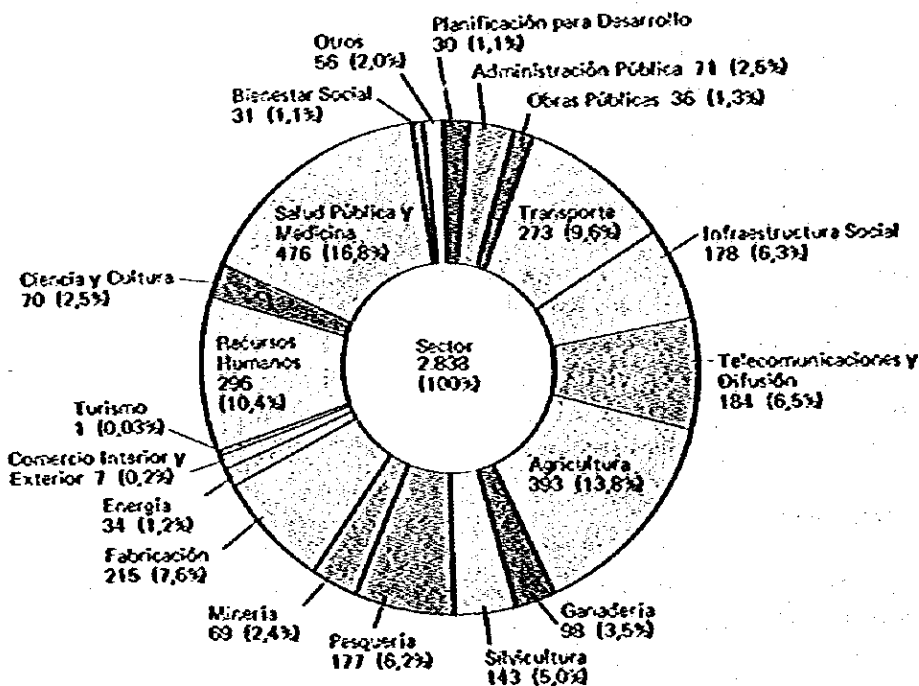 Planificación para Desarrollo
30 (1,1%)
Administración Pública 71 (2,5%)
Obras Públicas 36 (1,3%)
Transporte
273 (9,6%)
Infraestructura Social
178 (6,3%)
Telecomunicaciones y
Difusión
184 (6,5%)
Agricultura
393 (13,8%)
Ganadería
98 (3,5%)
Silvicultura
143 (5,0%)
Pesquería
177 (6,2%)
Minería
69 (2,4%)
Fabricación
215 (7,6%)
Energía
34 (1,2%)
Comercio Interior y
Exterior 7 (0,2%)
Turismo
1 (0,03%)
Recursos
Humanos
296
(10,4%)
Ciencia y Cultura
70 (2,5%)
Salud Pública y
Medicina
476 (16,8%)
Bienestar Social
31 (1,1%)
Otros
56 (2,0%)
Sector
2.838
(100%)